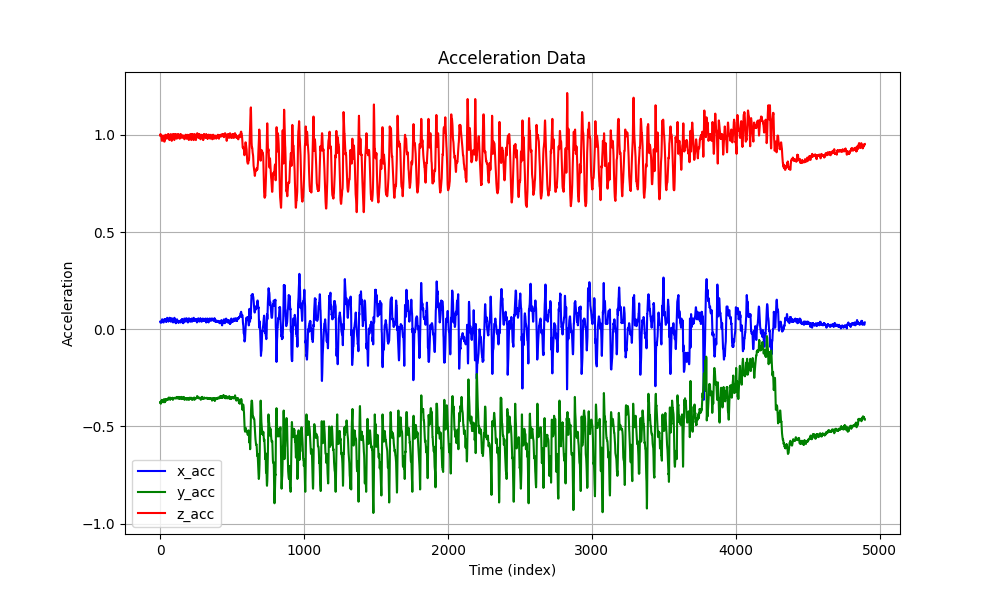 Acceleration Data
1.0
0.5
0.0
−0.5
−1.0
Acceleration
x_acc
y_acc
z_acc
0 1000 2000 3000 4000 5000
Time (index)